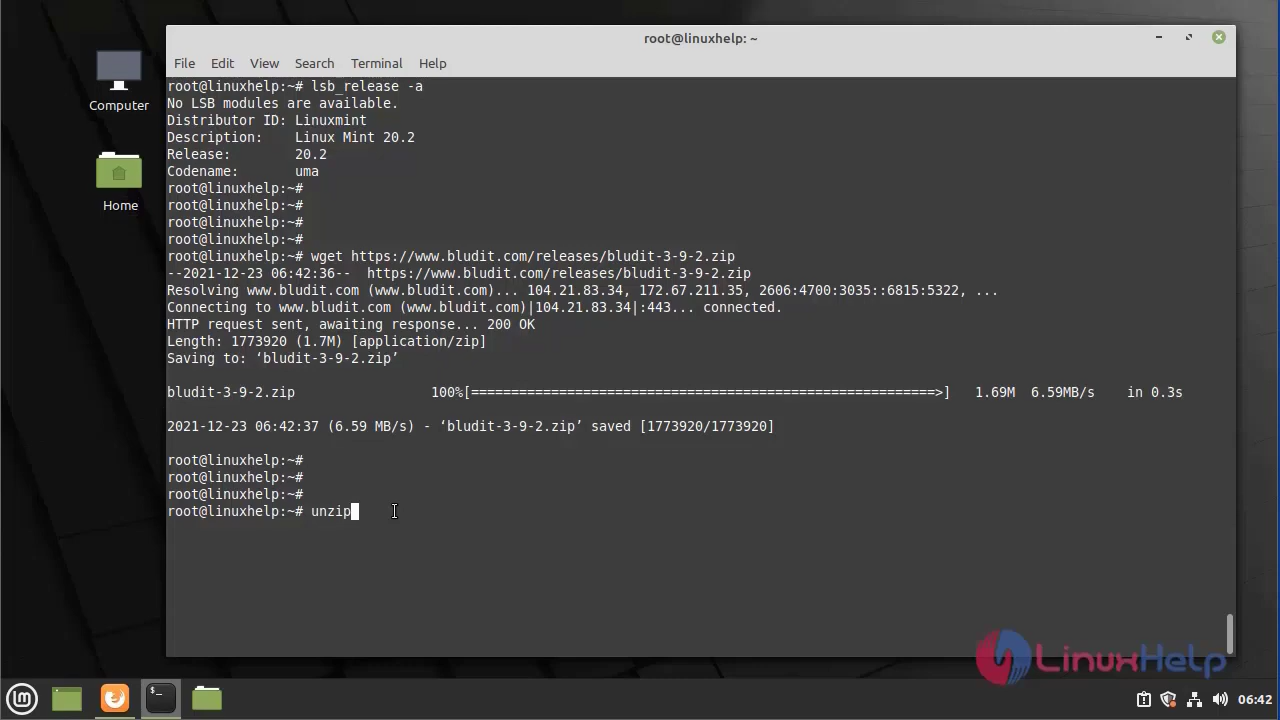 root@linuxhelp: ~
File Edit View Search Terminal Help
Computer
Home
root@linuxhelp:~# lsb_release -a
No LSB modules are available.
Distributor ID: Linuxmint
Description: Linux Mint 20.2
Release: 20.2
Codename: uma
root@linuxhelp:~#
root@linuxhelp:~#
root@linuxhelp:~#
root@linuxhelp:~#
root@linuxhelp:~# wget https://www.bludit.com/releases/bludit-3-9-2.zip
--2021-12-23 06:42:36-- https://www.bludit.com/releases/bludit-3-9-2.zip
Resolving www.bludit.com (www.bludit.com)... 104.21.83.34, 172.67.211.35, 2606:4700:3035::6815:5322, ...
Connecting to www.bludit.com (www.bludit.com)|104.21.83.34|:443... connected.
HTTP request sent, awaiting response... 200 OK
Length: 1773920 (1.7M) [application/zip]
Saving to: ‘bludit-3-9-2.zip’
bludit-3-9-2.zip 100%[==========================================================>] 1.69M 6.59MB/s in 0.3s
2021-12-23 06:42:37 (6.59 MB/s) - ‘bludit-3-9-2.zip’ saved [1773920/1773920]
root@linuxhelp:~#
root@linuxhelp:~#
root@linuxhelp:~#
root@linuxhelp:~# unzip
LinuxHelp
06:42